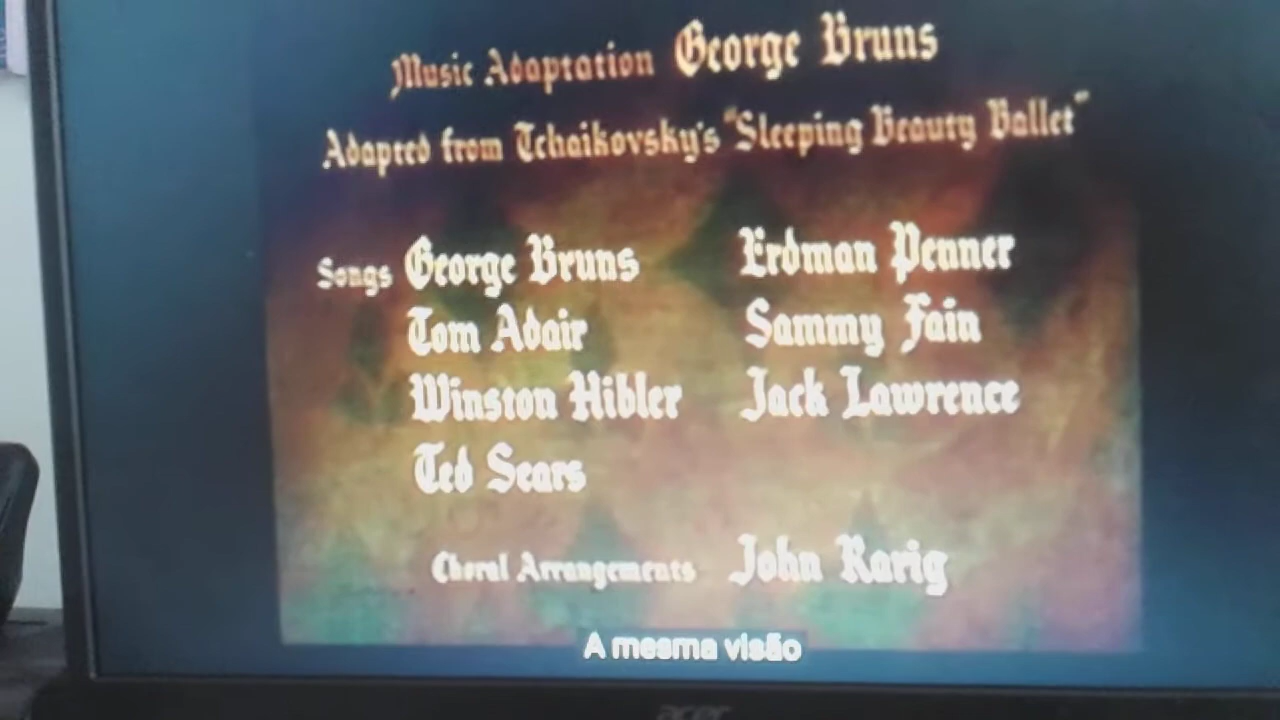 Music Adaptation George Bruns
Adapted from Tchaikovsky's "Sleeping Beauty Ballet"
Songs George Bruns Erdman Penner
Tom Adair Sammy Fain
Winston Hibler Jack Lawrence
Ted Sears
Choral Arrangements John Rarig
A mesma visão
acer